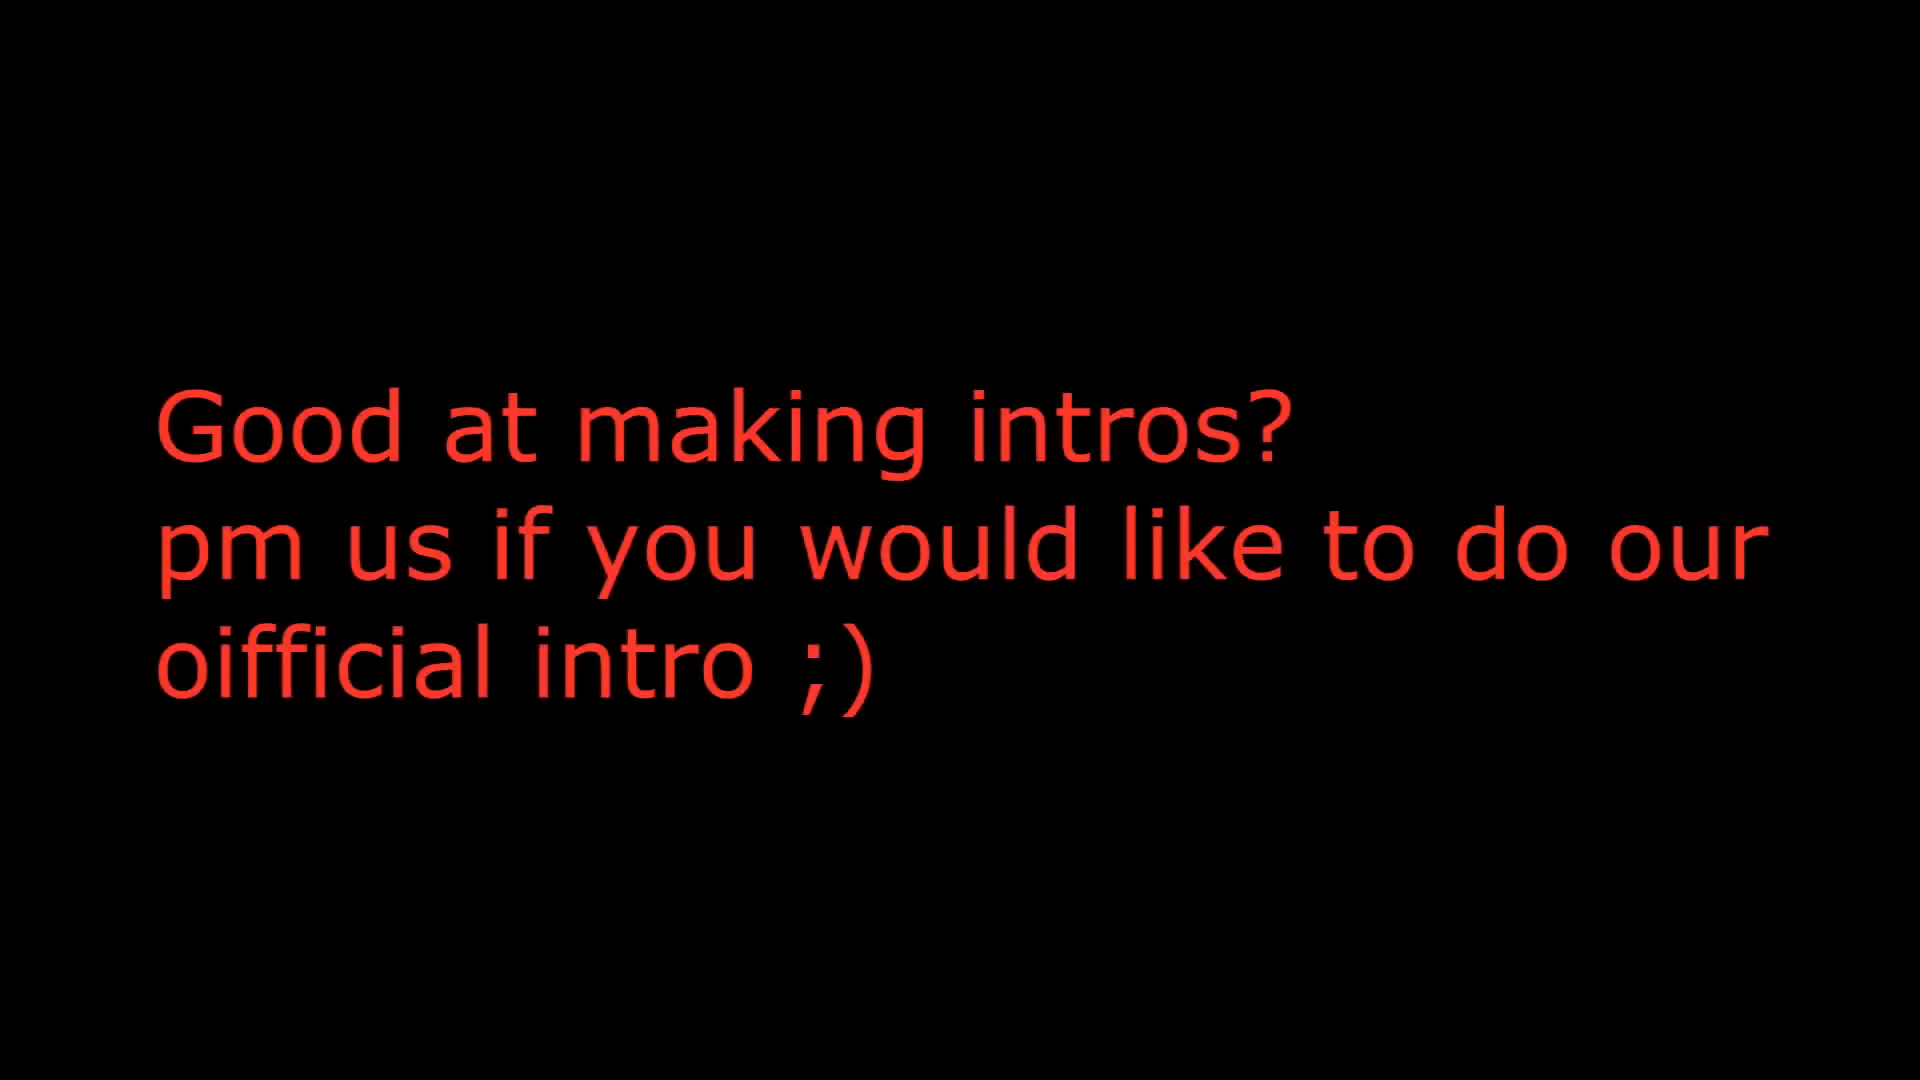 Good at making intros?
pm us if you would like to do our
oifficial intro ;)